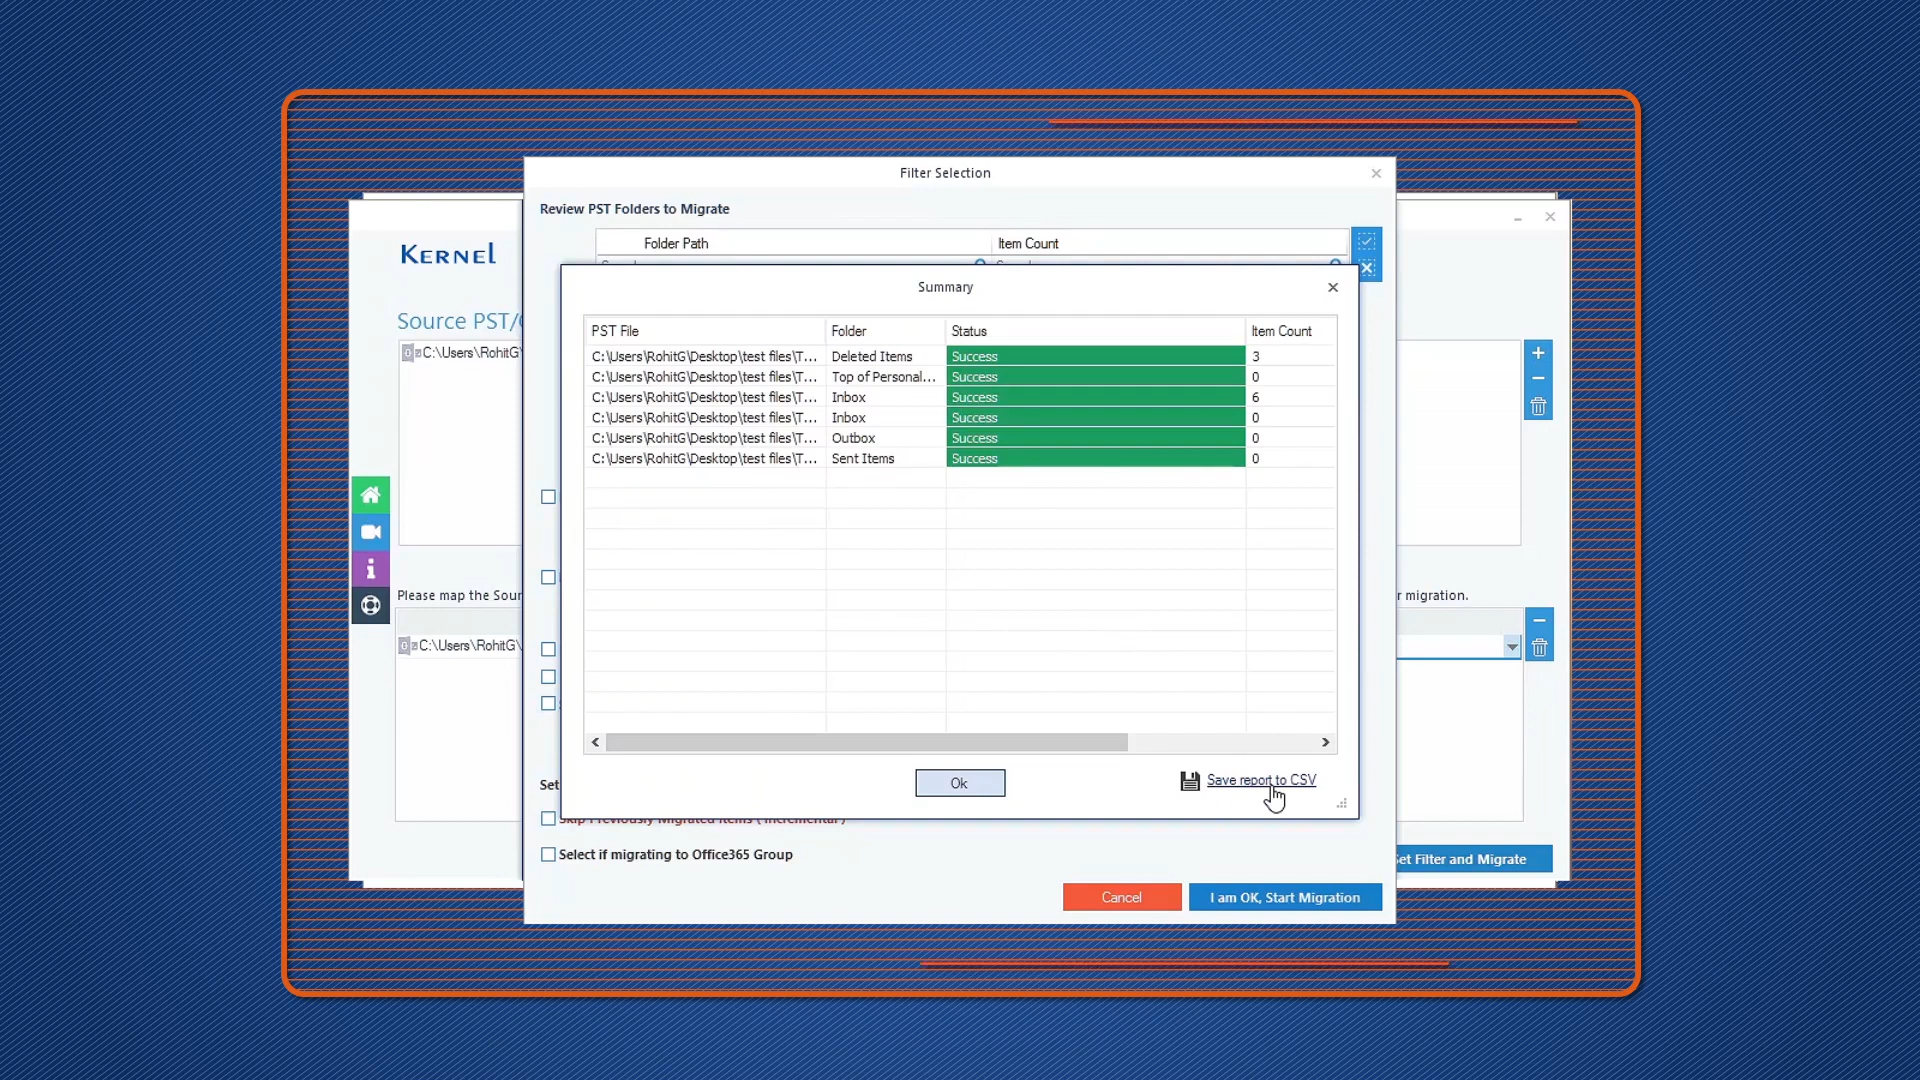 Filter Selection
Review PST Folders to Migrate
Folder Path Item Count
KERNEL
Source PST/
C:\Users\RohitG\
Summary
PST File Folder Status Item Count
C:\Users\RohitG\Desktop\test files\T... Deleted Items Success 3
C:\Users\RohitG\Desktop\test files\T... Top of Personal... Success 0
C:\Users\RohitG\Desktop\test files\T... Inbox Success 6
C:\Users\RohitG\Desktop\test files\T... Inbox Success 0
C:\Users\RohitG\Desktop\test files\T... Outbox Success 0
C:\Users\RohitG\Desktop\test files\T... Sent Items Success 0
Please map the Sour
r migration.
C:\Users\RohitG\
Ok
Save report to CSV
Set
Skip Previously Migrated Items ( Incremental )
Select if migrating to Office365 Group
et Filter and Migrate
Cancel
I am OK, Start Migration